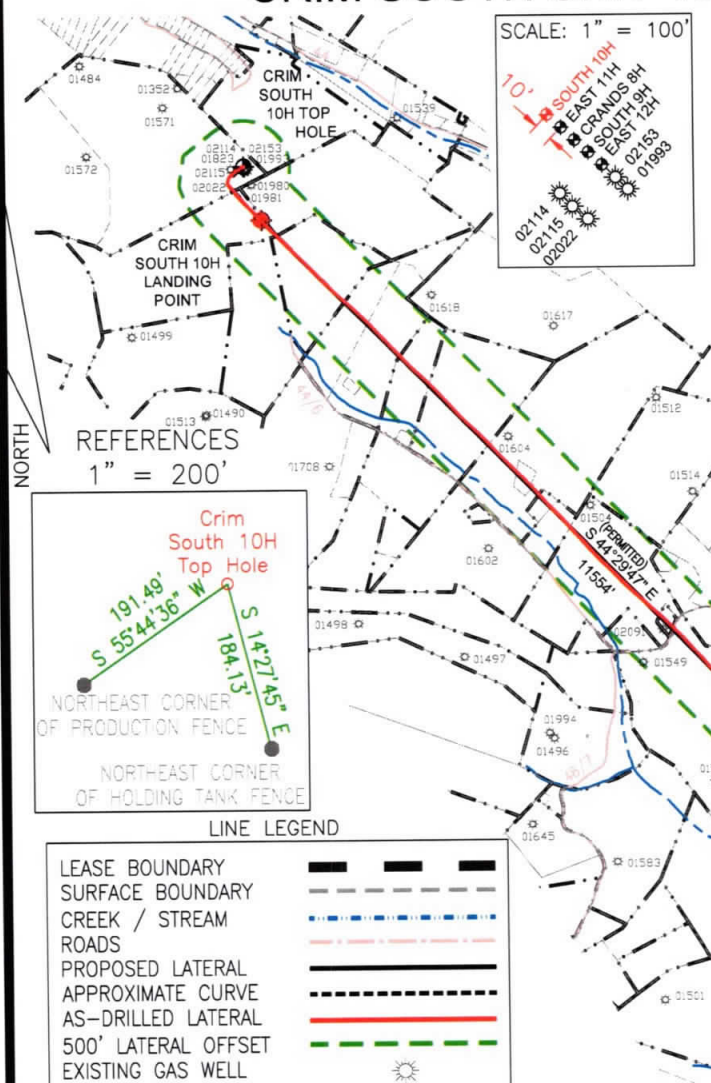 SCALE: 1" = 100'
10'
SOUTH 10H
EAST 11H
CRANDS 8H
SOUTH 9H
EAST 12H
02153
01993
02114
02115
02022
01484
01352
01571
01572
CRIM
SOUTH
10H TOP
HOLE
44
01539
02114
02153
01823
01993
02115
02022
01980
01981
CRIM
SOUTH 10H
LANDING
POINT
01618
01617
01499
01513
01490
44/6
01512
01604
01708
01514
01504
(PERMITTED)
S 44°29'47" E
11554'
01602
NORTH
REFERENCES
1" = 200'
Crim
South 10H
Top Hole
191.49'
S 55°44'36" W
S 14°27'45" E
184.13'
NORTHEAST CORNER
OF PRODUCTION FENCE
NORTHEAST CORNER
OF HOLDING TANK FENCE
01498
01497
02091
01549
01994
01496
01645
01583
01501
LINE LEGEND
LEASE BOUNDARY
SURFACE BOUNDARY
CREEK / STREAM
ROADS
PROPOSED LATERAL
APPROXIMATE CURVE
AS-DRILLED LATERAL
500' LATERAL OFFSET
EXISTING GAS WELL